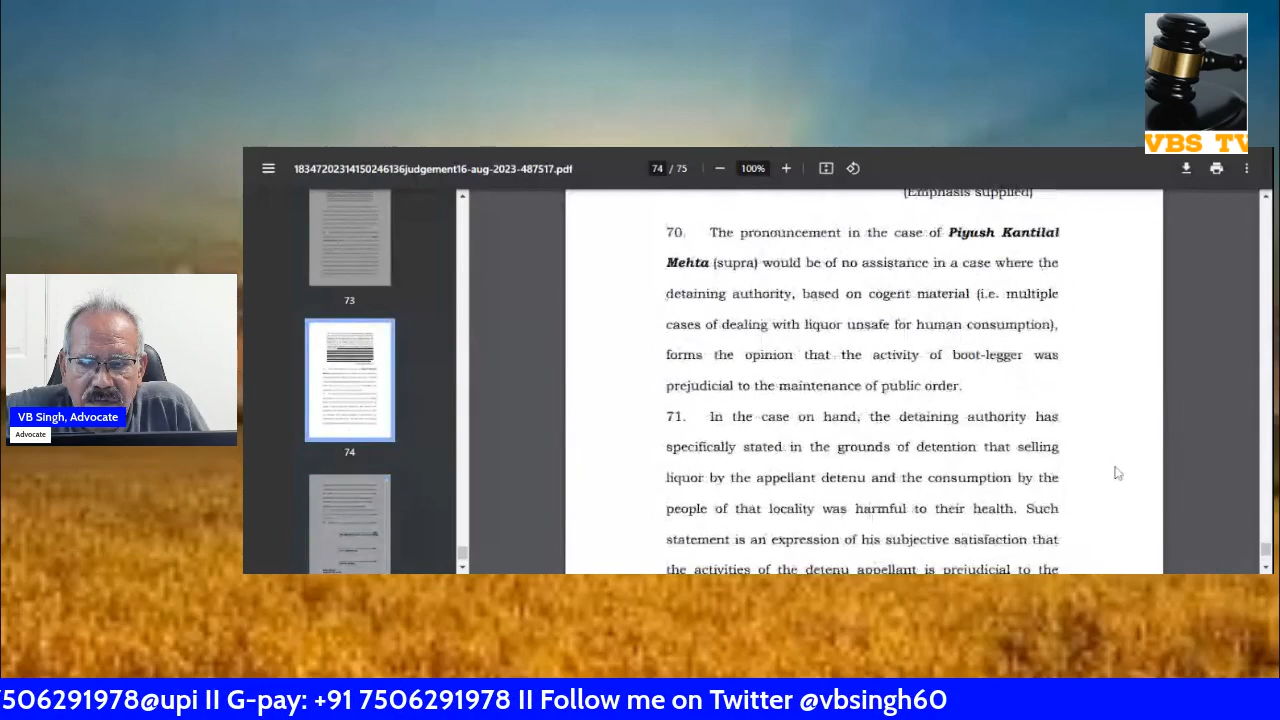 VBS TV
18347202314150246136judgement16-aug-2023-487517.pdf
74 / 75
100%
(Emphasis supplied)
70. The pronouncement in the case of Piyush Kantilal
Mehta (supra) would be of no assistance in a case where the
detaining authority, based on cogent material (i.e. multiple
cases of dealing with liquor unsafe for human consumption),
forms the opinion that the activity of boot-legger was
prejudicial to the maintenance of public order.
71. In the case on hand, the detaining authority has
specifically stated in the grounds of detention that selling
liquor by the appellant detenu and the consumption by the
people of that locality was harmful to their health. Such
statement is an expression of his subjective satisfaction that
the activities of the detenu appellant is prejudicial to the
73
74
VB Singh, Advocate
Advocate
7506291978@upi II G-pay: +91 7506291978 II Follow me on Twitter @vbsingh60